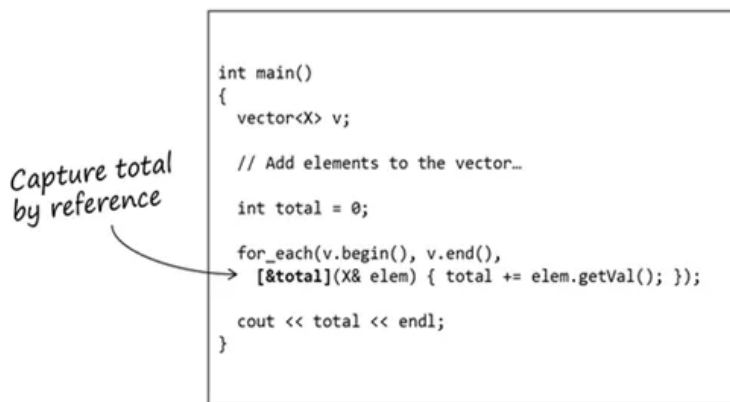 Capture total
by reference
int main()
{
vector<X> v;
// Add elements to the vector…
int total = 0;
for_each(v.begin(), v.end(),
[&total](X& elem) { total += elem.getVal(); });
cout << total << endl;
}